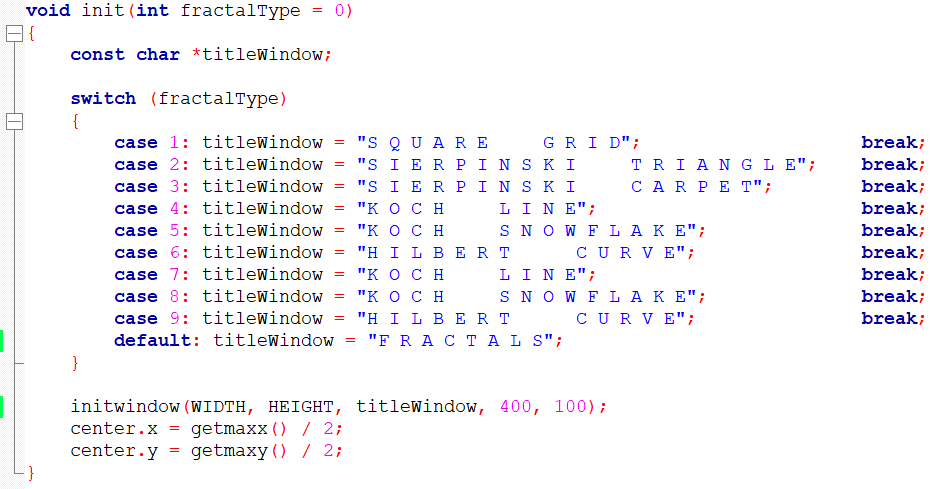 void init(int fractalType = 0)
{
    const char *titleWindow;

    switch (fractalType)
    {
        case 1: titleWindow = "S Q U A R E     G R I D";                    break;
        case 2: titleWindow = "S I E R P I N S K I     T R I A N G L E";    break;
        case 3: titleWindow = "S I E R P I N S K I     C A R P E T";        break;
        case 4: titleWindow = "K O C H     L I N E";                        break;
        case 5: titleWindow = "K O C H     S N O W F L A K E";              break;
        case 6: titleWindow = "H I L B E R T      C U R V E";               break;
        case 7: titleWindow = "K O C H     L I N E";                        break;
        case 8: titleWindow = "K O C H     S N O W F L A K E";              break;
        case 9: titleWindow = "H I L B E R T      C U R V E";               break;
        default: titleWindow = "F R A C T A L S";
    }

    initwindow(WIDTH, HEIGHT, titleWindow, 400, 100);
    center.x = getmaxx() / 2;
    center.y = getmaxy() / 2;
}